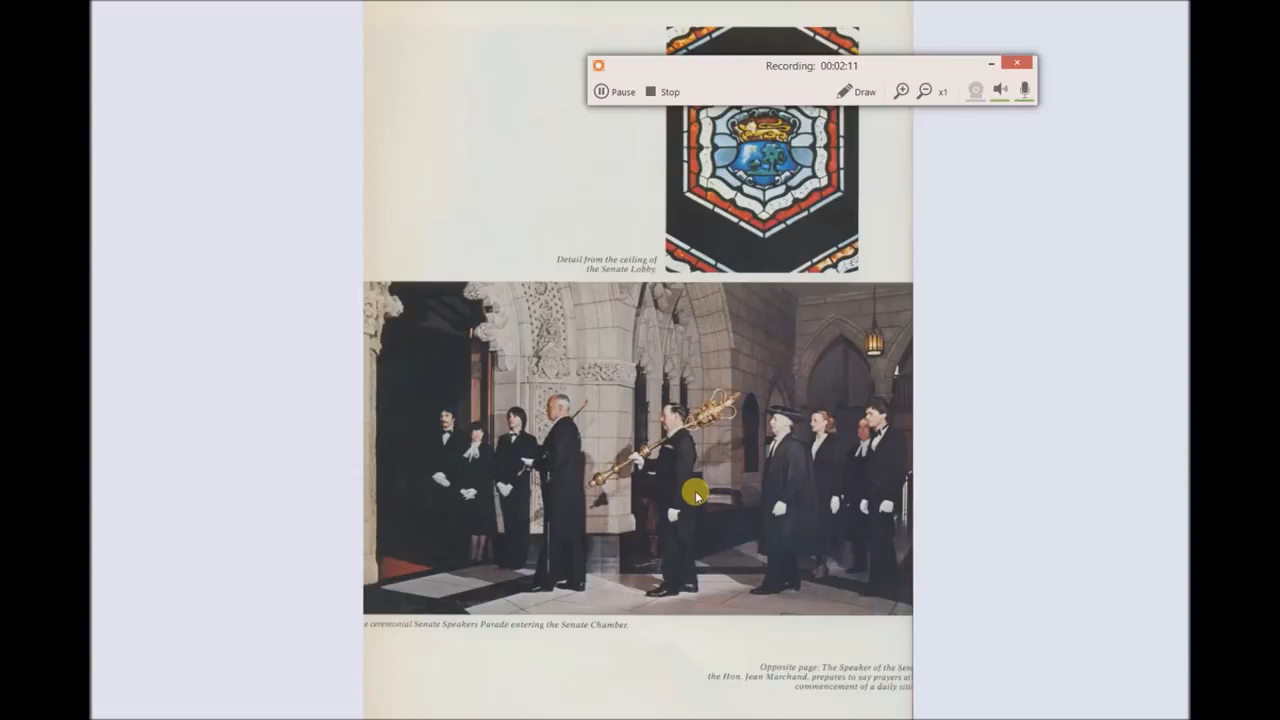 Recording: 00:02:11
Pause Stop Draw x1
Detail from the ceiling of
the Senate Lobby.
e ceremonial Senate Speakers Parade entering the Senate Chamber.
Opposite page: The Speaker of the Sen
the Hon. Jean Marchand, prepares to say prayers at
commencement of a daily sitt